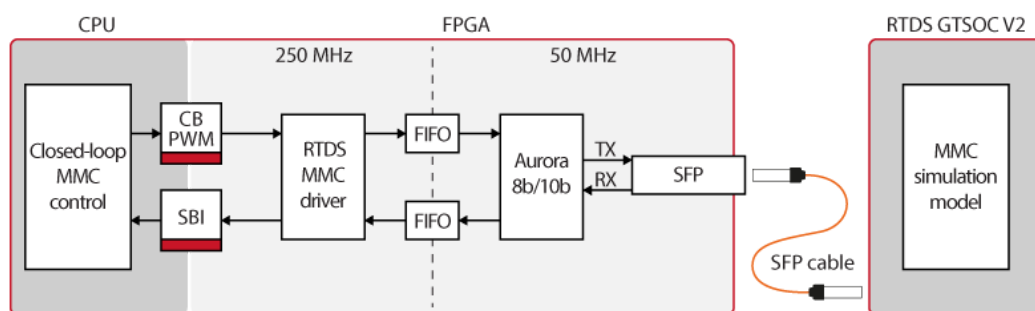 CPU
FPGA
RTDS GTSOC V2
250 MHz
50 MHz
Closed-loop
MMC
control
CB
PWM
SBI
RTDS
MMC
driver
FIFO
FIFO
Aurora
8b/10b
TX
RX
SFP
SFP cable
MMC
simulation
model